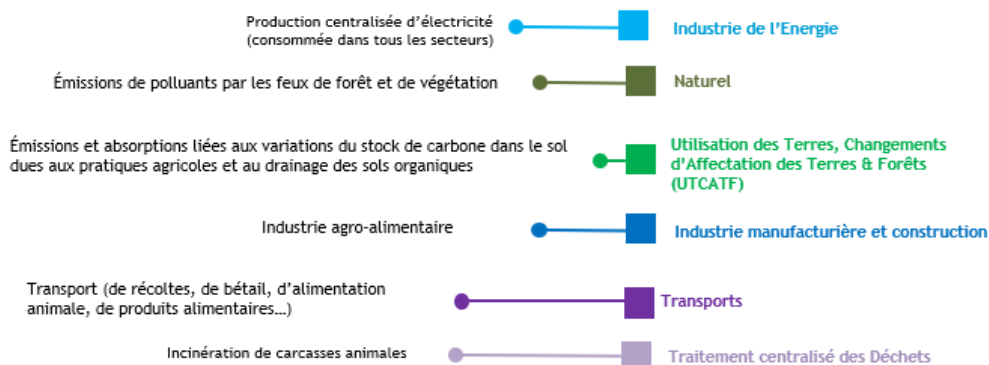 Production centralisée d'électricité
(consommée dans tous les secteurs)
Industrie de l'Energie
Émissions de polluants par les feux de forêt et de végétation
Naturel
Émissions et absorptions liées aux variations du stock de carbone dans le sol
dues aux pratiques agricoles et au drainage des sols organiques
Utilisation des Terres, Changements
d'Affectation des Terres & Forêts
(UTCATF)
Industrie agro-alimentaire
Industrie manufacturière et construction
Transport (de récoltes, de bétail, d'alimentation
animale, de produits alimentaires…)
Transports
Incinération de carcasses animales
Traitement centralisé des Déchets